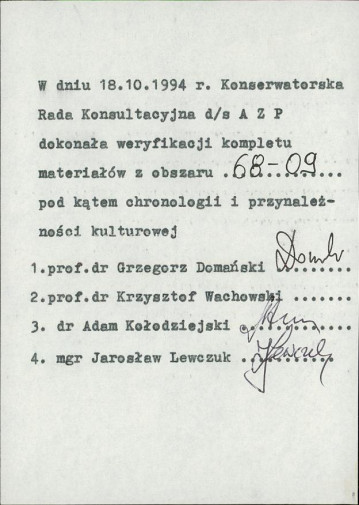 W dniu 18.10.1994 r. Konserwatorska
Rada Konsultacyjna d/s A Z P
dokonała weryfikacji kompletu
materiałów z obszaru .68-09...
pod kątem chronologii i przynależ-
ności kulturowej
1.prof.dr Grzegorz Domański ........
2.prof.dr Krzysztof Wachowski .......
3. dr Adam Kołodziejski ............
4. mgr Jarosław Lewczuk ............